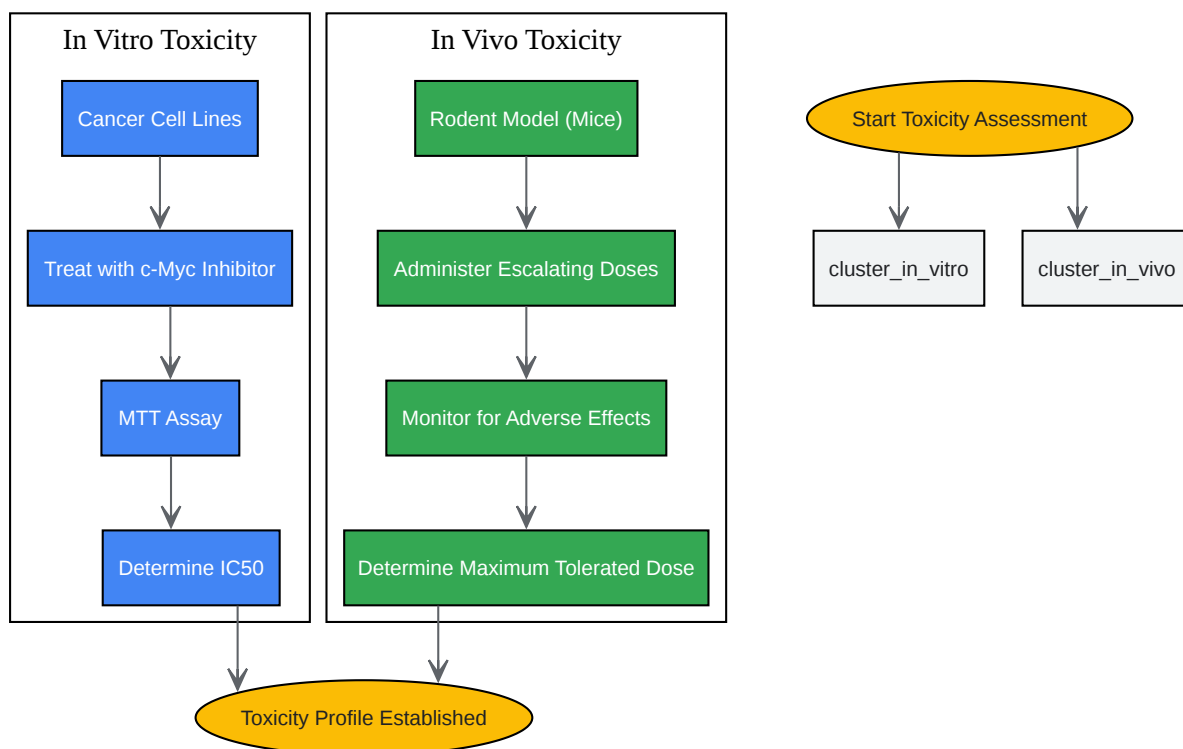 In Vitro Toxicity
Cancer Cell Lines
Treat with c-Myc Inhibitor
MTT Assay
Determine IC50
In Vivo Toxicity
Rodent Model (Mice)
Administer Escalating Doses
Monitor for Adverse Effects
Determine Maximum Tolerated Dose
Toxicity Profile Established
Start Toxicity Assessment
cluster_in_vitro
cluster_in_vivo